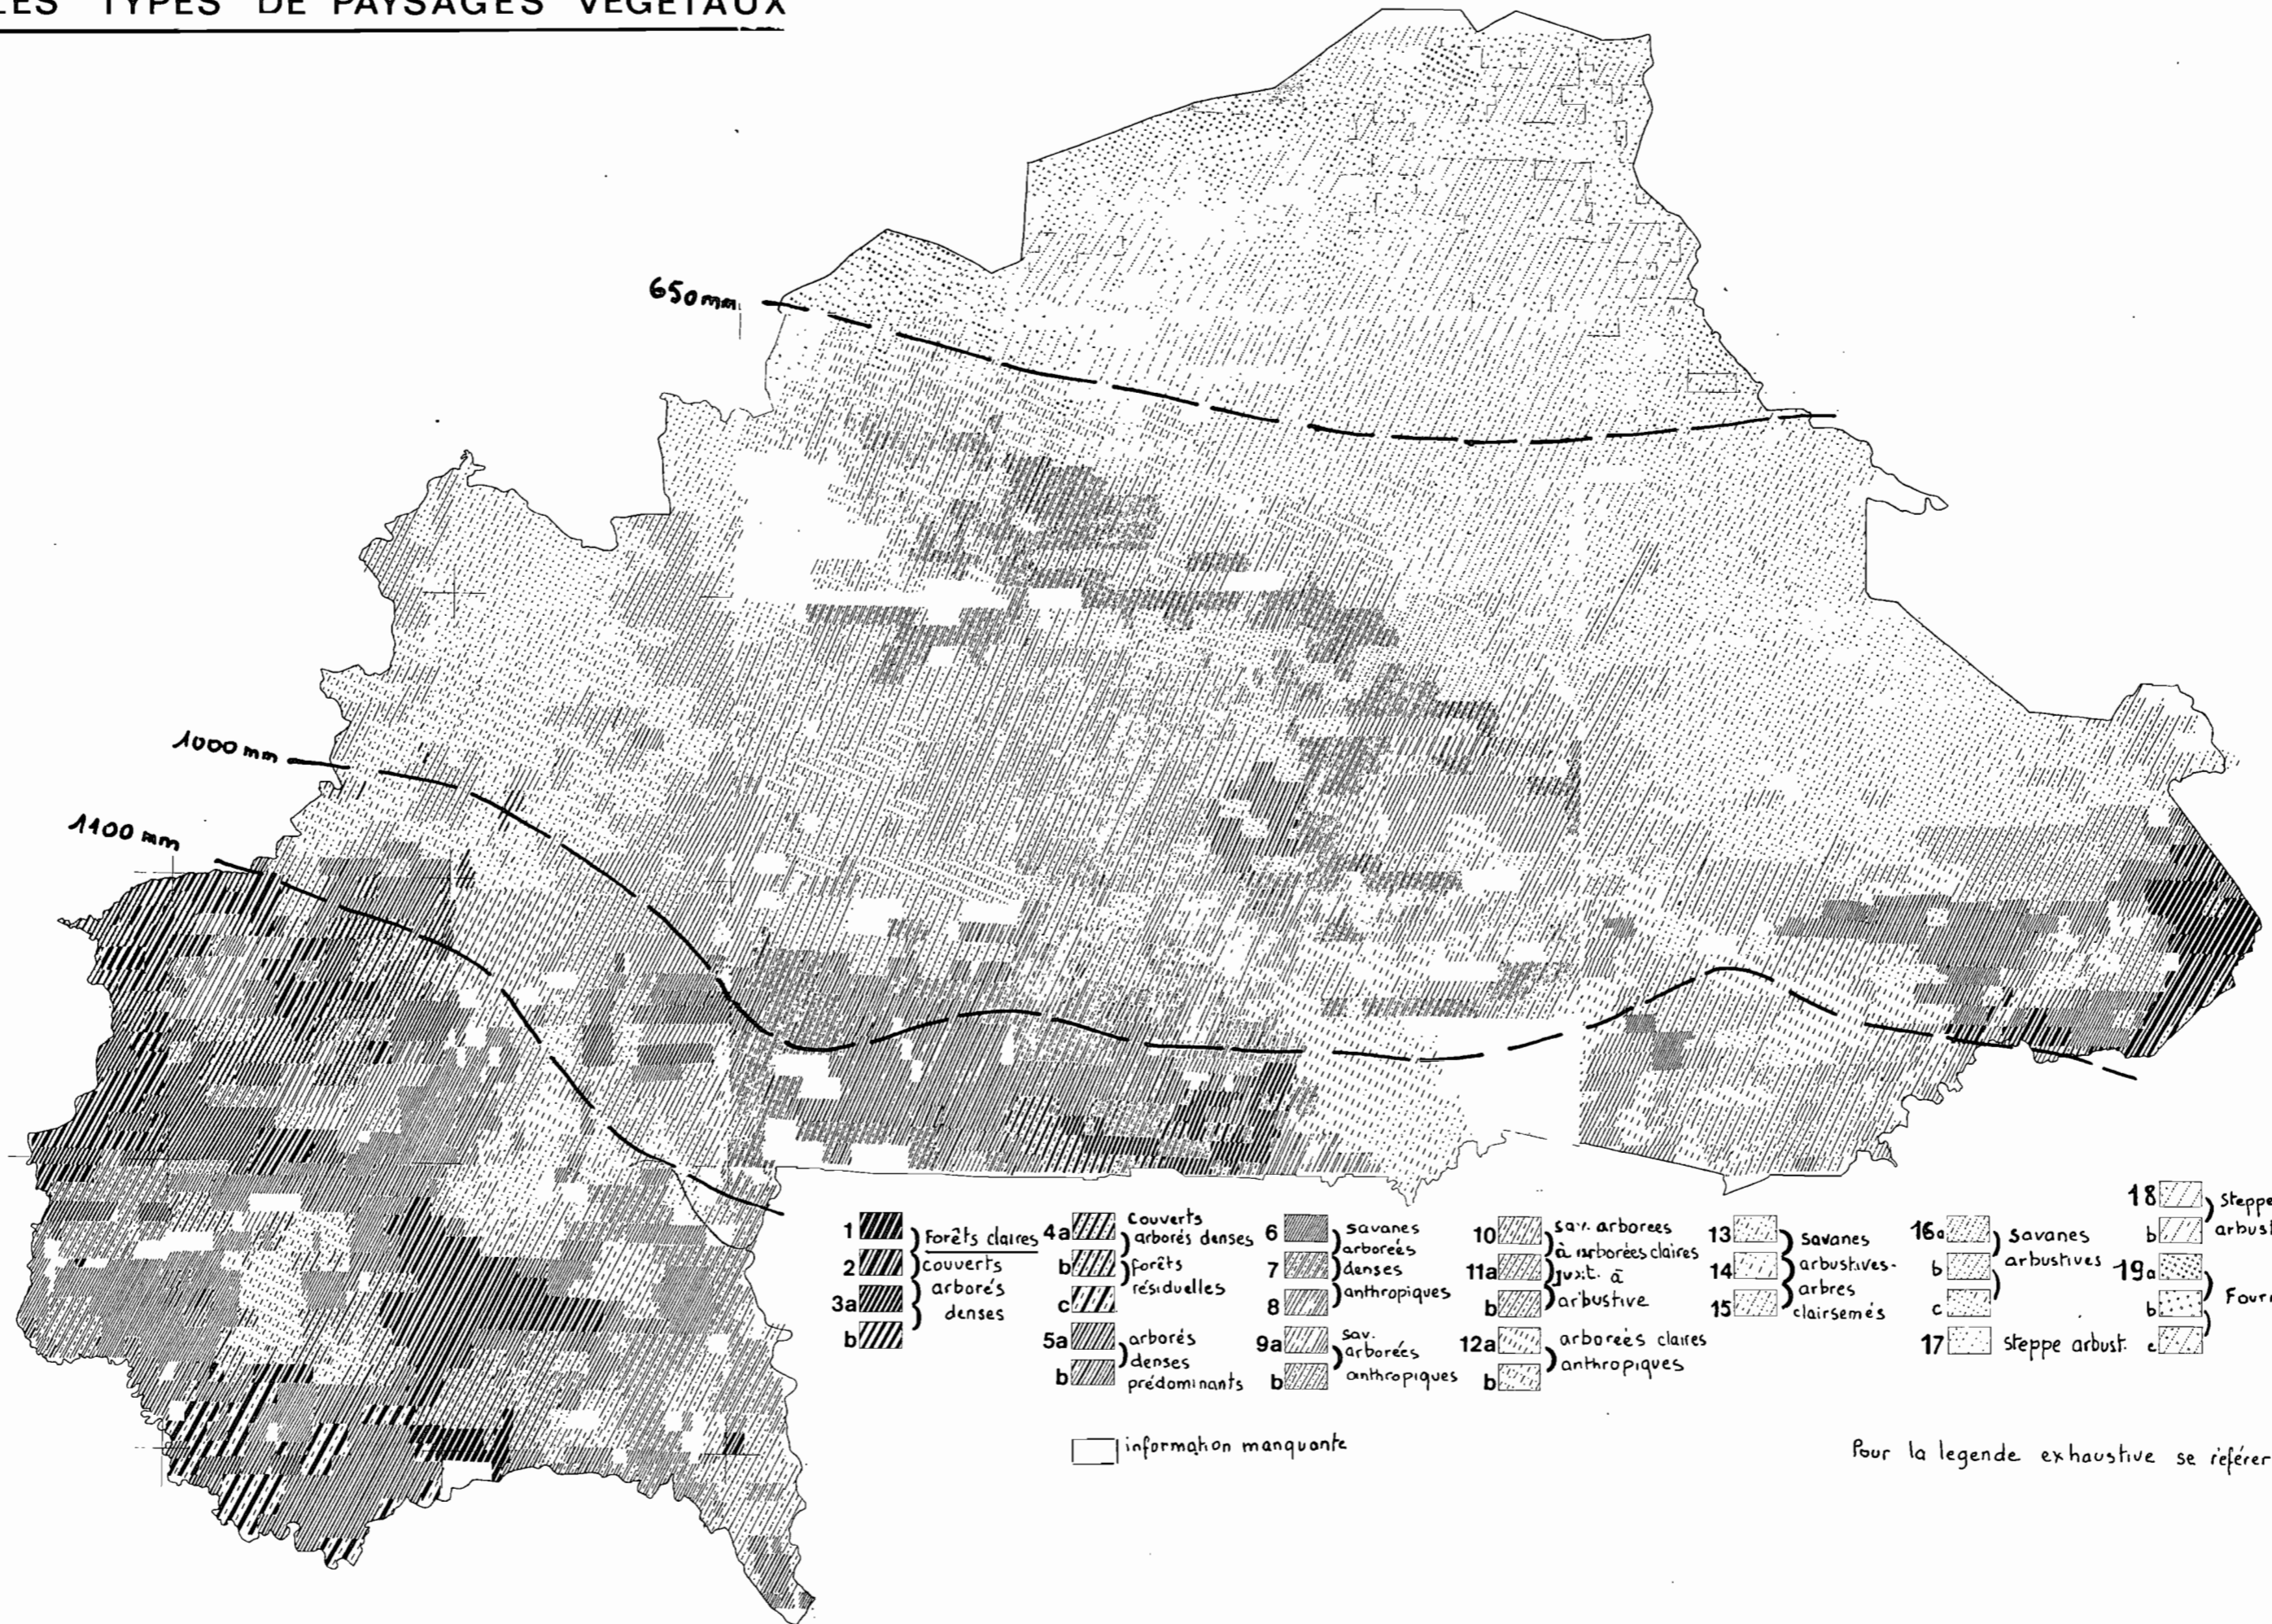 LES TYPES DE PAYSAGES VEGETAUX
650mm
1000 mm
1100 mm
1
2
3a
b
Forêts claires
couverts
arborés
denses
4a
b
c
couverts
arborés denses
forêts
résiduelles
5a
b
arborés
denses
prédominants
6
7
8
savanes
arboreés
denses
anthropiques
9a
b
sav.
arborées
anthropiques
10
11a
b
sav. arborees
à arborées claires
juxt. à
arbustive
12a
b
arboreés claires
anthropiques
13
14
15
savanes
arbustives-
arbres
clairsemés
16a
b
c
savanes
arbustives
17
steppe arbust.
18
b
steppe
arbust
19a
b
c
Four
information manquante
Pour la legende exhaustive se référer